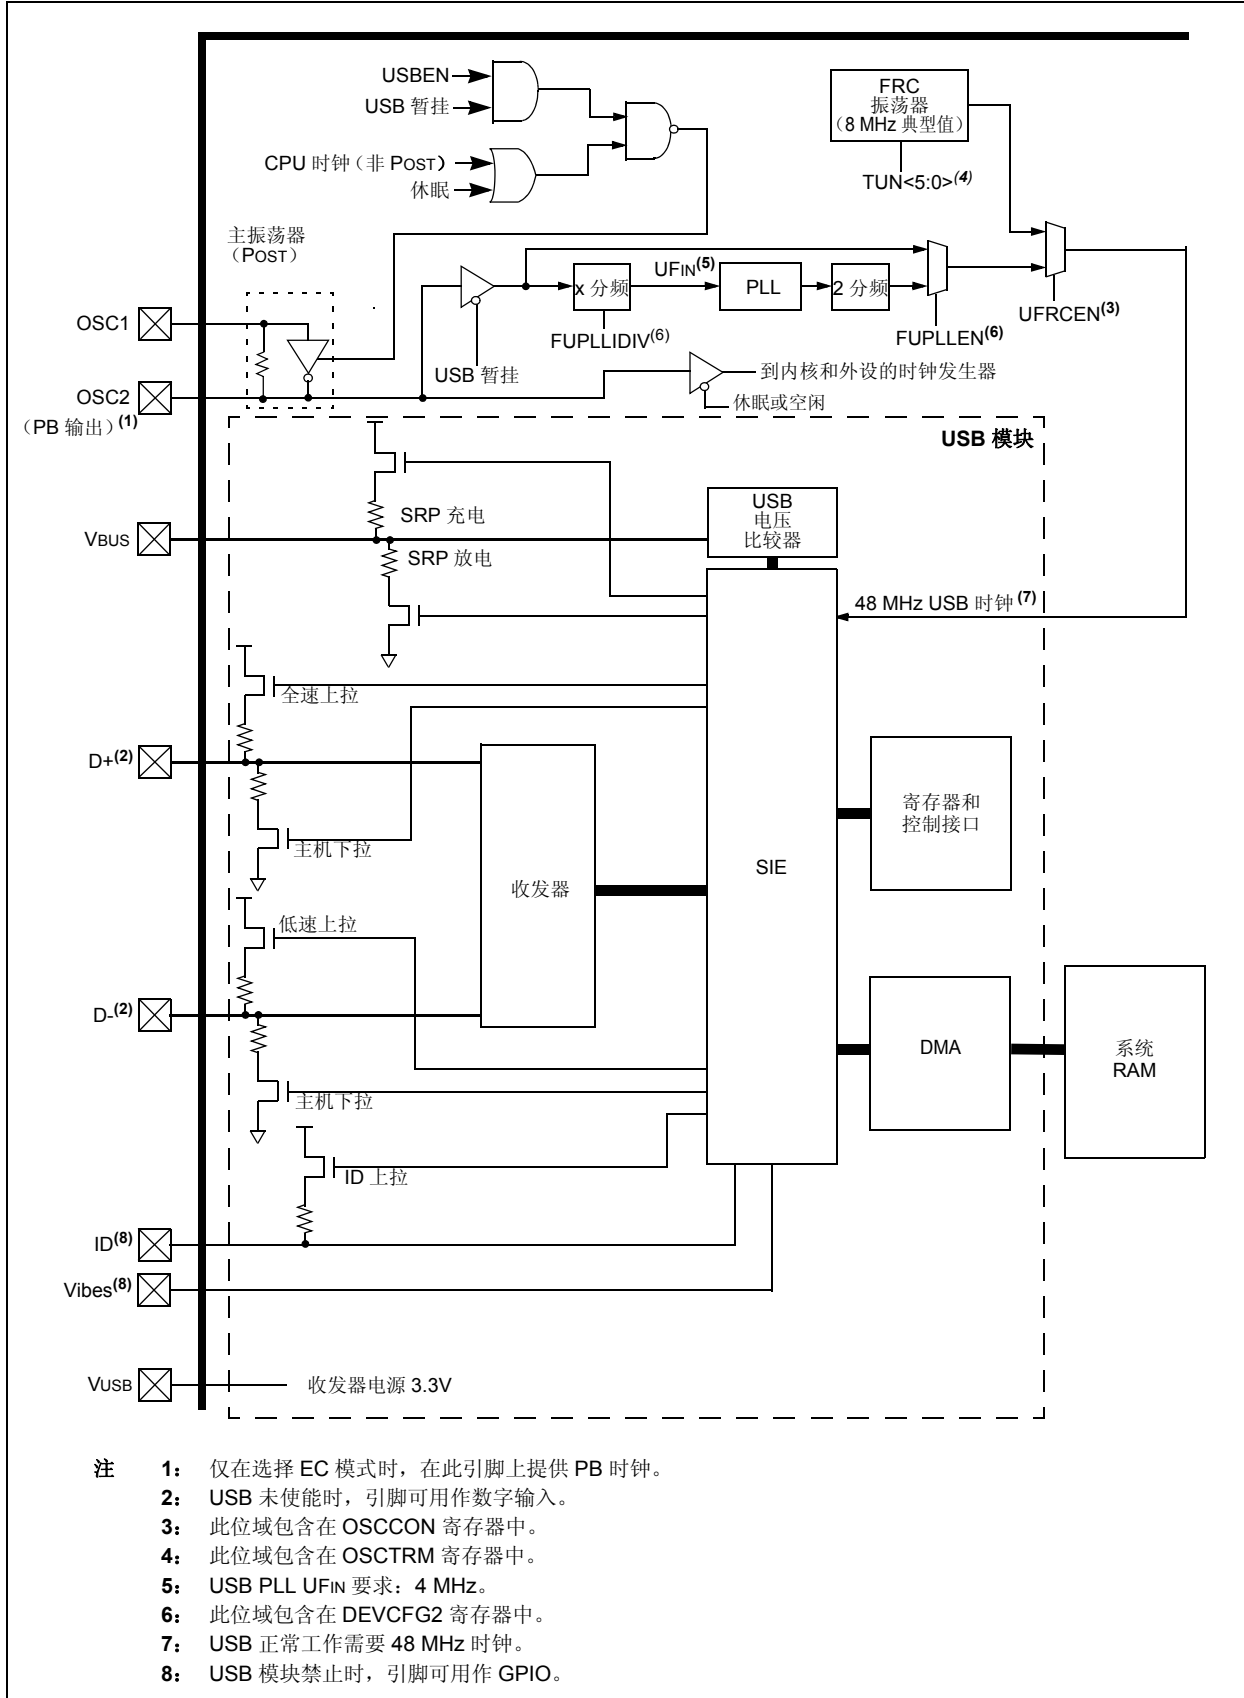 USBEN
USB 暂挂
CPU 时钟（非 POST）
休眠
FRC
振荡器
（8 MHz 典型值）
TUN<5:0>(4)
主振荡器
（POST）
UFIN(5)
x 分频
PLL
2 分频
UFRCEN(3)
OSC1
FUPLLIDIV(6)
FUPLLEN(6)
USB 暂挂
到内核和外设的时钟发生器
OSC2
（PB 输出）(1)
休眠或空闲
USB 模块
USB
电压
比较器
SRP 充电
VBUS
SRP 放电
48 MHz USB 时钟(7)
全速上拉
D+(2)
寄存器和
控制接口
主机下拉
SIE
收发器
低速上拉
D-(2)
DMA
系统
RAM
主机下拉
ID 上拉
ID(8)
Vibes(8)
VUSB
收发器电源 3.3V
注 1： 仅在选择 EC 模式时，在此引脚上提供 PB 时钟。
2： USB 未使能时，引脚可用作数字输入。
3： 此位域包含在 OSCCON 寄存器中。
4： 此位域包含在 OSCTRM 寄存器中。
5： USB PLL UFIN 要求：4 MHz。
6： 此位域包含在 DEVCFG2 寄存器中。
7： USB 正常工作需要 48 MHz 时钟。
8： USB 模块禁止时，引脚可用作 GPIO。